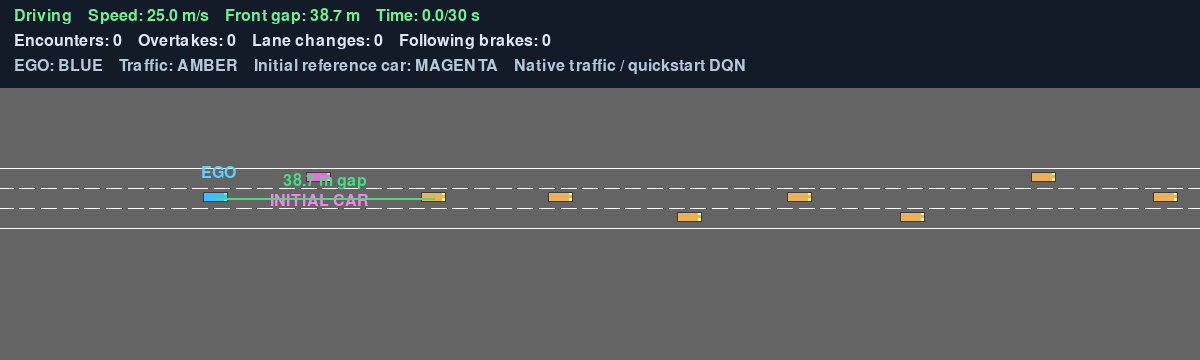 Driving Speed: 25.0 m/s Front gap: 38.7 m Time: 0.0/30 s
Encounters: 0 Overtakes: 0 Lane changes: 0 Following brakes: 0
EGO: BLUE Traffic: AMBER Initial reference car: MAGENTA Native traffic / quickstart DQN
EGO
38.7 m gap
INITIAL CAR